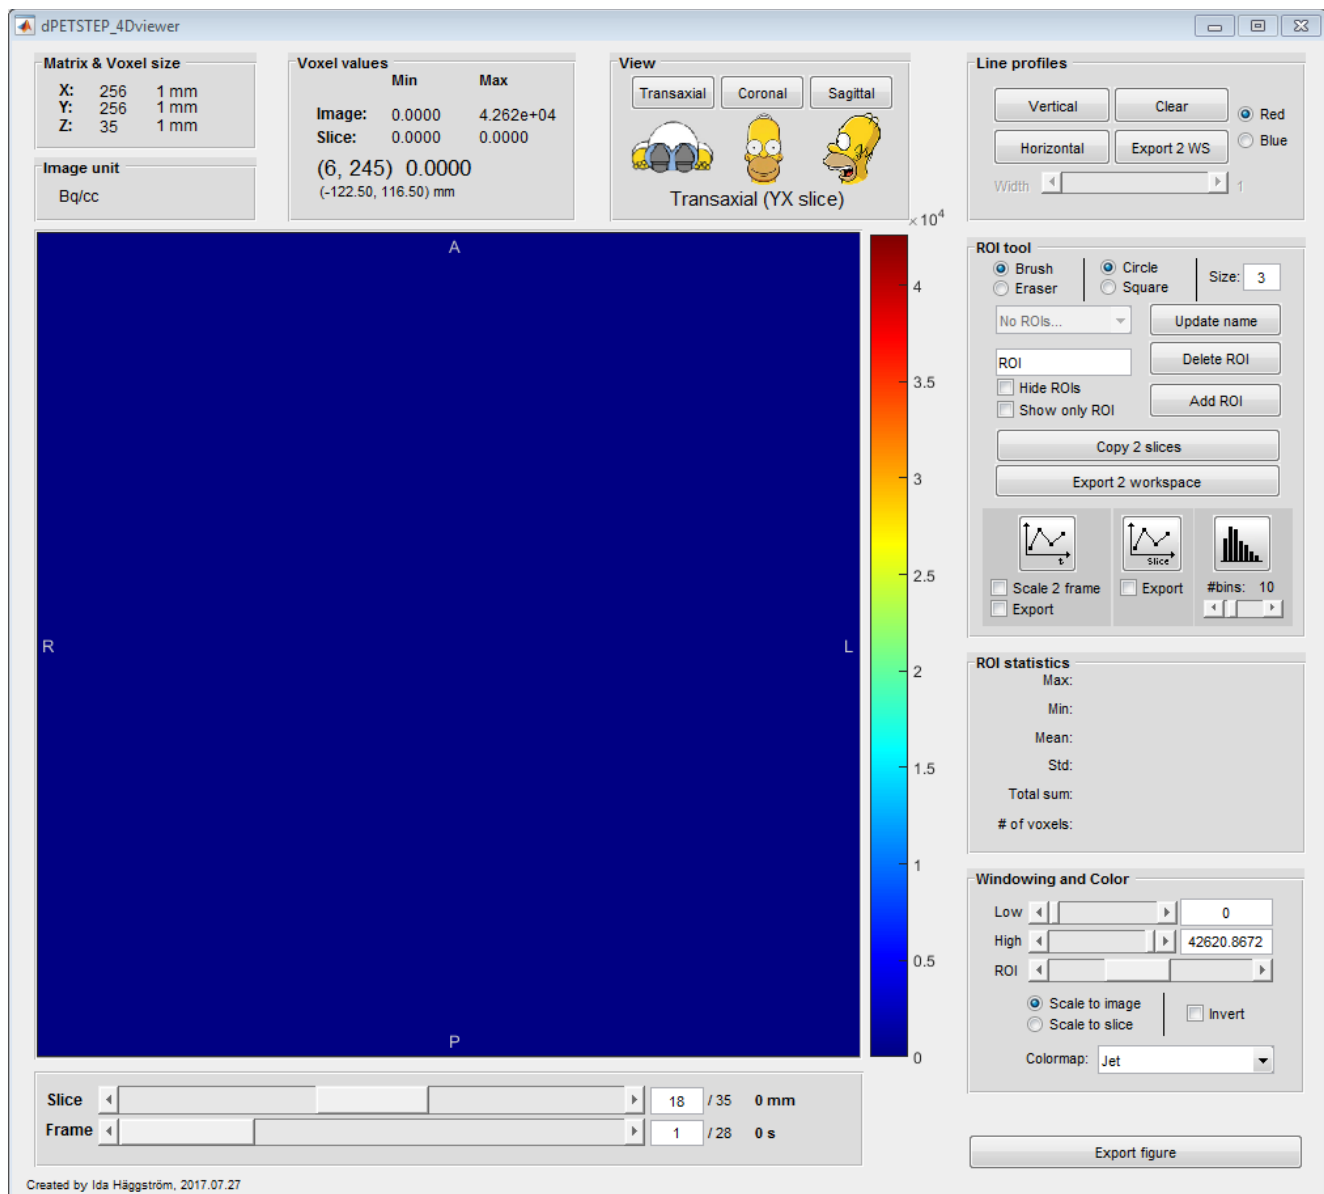 dPETSTEP_4Dviewer
Matrix & Voxel size
X: 256 1 mm
Y: 256 1 mm
Z: 35 1 mm
Image unit
Bq/cc
Voxel values
Min Max
Image: 0.0000 4.262e+04
Slice: 0.0000 0.0000
(6, 245) 0.0000
(-122.50, 116.50) mm
View
Transaxial Coronal Sagittal
Transaxial (YX slice)
Line profiles
Vertical Clear Red
Horizontal Export 2 WS Blue
Width 1
A
R L
P
×10⁴
4
3.5
3
2.5
2
1.5
1
0.5
0
ROI tool
Brush Circle Size: 3
Eraser Square
No ROIs... Update name
ROI Delete ROI
Hide ROIs
Show only ROI Add ROI
Copy 2 slices
Export 2 workspace
t Slice
Scale 2 frame Export #bins: 10
Export
ROI statistics
Max:
Min:
Mean:
Std:
Total sum:
# of voxels:
Windowing and Color
Low 0
High 42620.8672
ROI
Scale to image Invert
Scale to slice
Colormap: Jet
Slice 18 / 35 0 mm
Frame 1 / 28 0 s
Export figure
Created by Ida Häggström, 2017.07.27